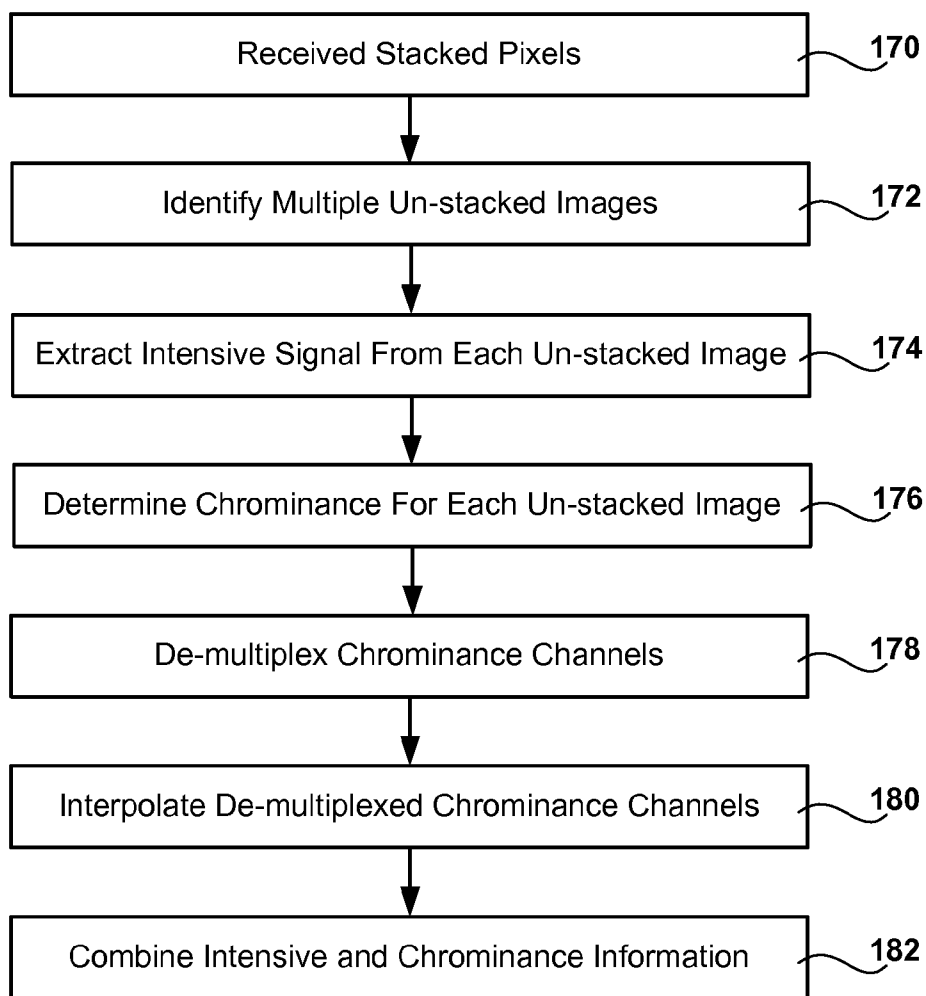 Received Stacked Pixels 170
Identify Multiple Un-stacked Images 172
Extract Intensive Signal From Each Un-stacked Image 174
Determine Chrominance For Each Un-stacked Image 176
De-multiplex Chrominance Channels 178
Interpolate De-multiplexed Chrominance Channels 180
Combine Intensive and Chrominance Information 182